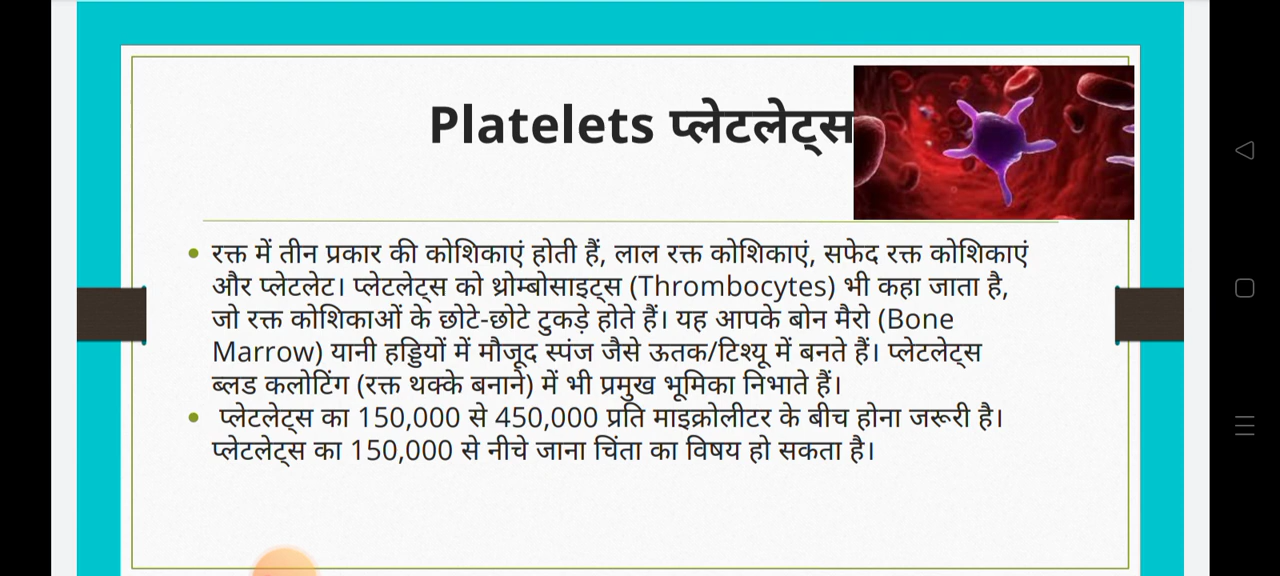 Platelets प्लेटलेट्स
रक्त में तीन प्रकार की कोशिकाएं होती हैं, लाल रक्त कोशिकाएं, सफेद रक्त कोशिकाएं
और प्लेटलेट। प्लेटलेट्स को थ्रोम्बोसाइट्स (Thrombocytes) भी कहा जाता है,
जो रक्त कोशिकाओं के छोटे-छोटे टुकड़े होते हैं। यह आपके बोन मैरो (Bone
Marrow) यानी हड्डियों में मौजूद स्पंज जैसे ऊतक/टिश्यू में बनते हैं। प्लेटलेट्स
ब्लड कलोटिंग (रक्त थक्के बनाने) में भी प्रमुख भूमिका निभाते हैं।
प्लेटलेट्स का 150,000 से 450,000 प्रति माइक्रोलीटर के बीच होना जरूरी है।
प्लेटलेट्स का 150,000 से नीचे जाना चिंता का विषय हो सकता है।